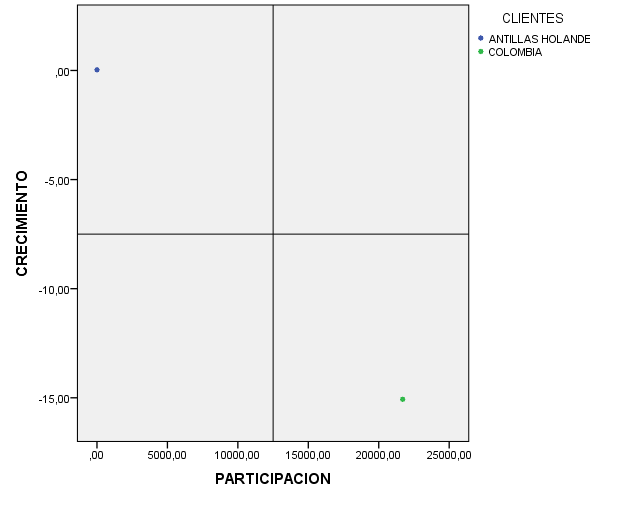 CLIENTES
ANTILLAS HOLANDE
COLOMBIA
CRECIMIENTO
,00
-5,00
-10,00
-15,00
,00 5000,00 10000,00 15000,00 20000,00 25000,00
PARTICIPACION